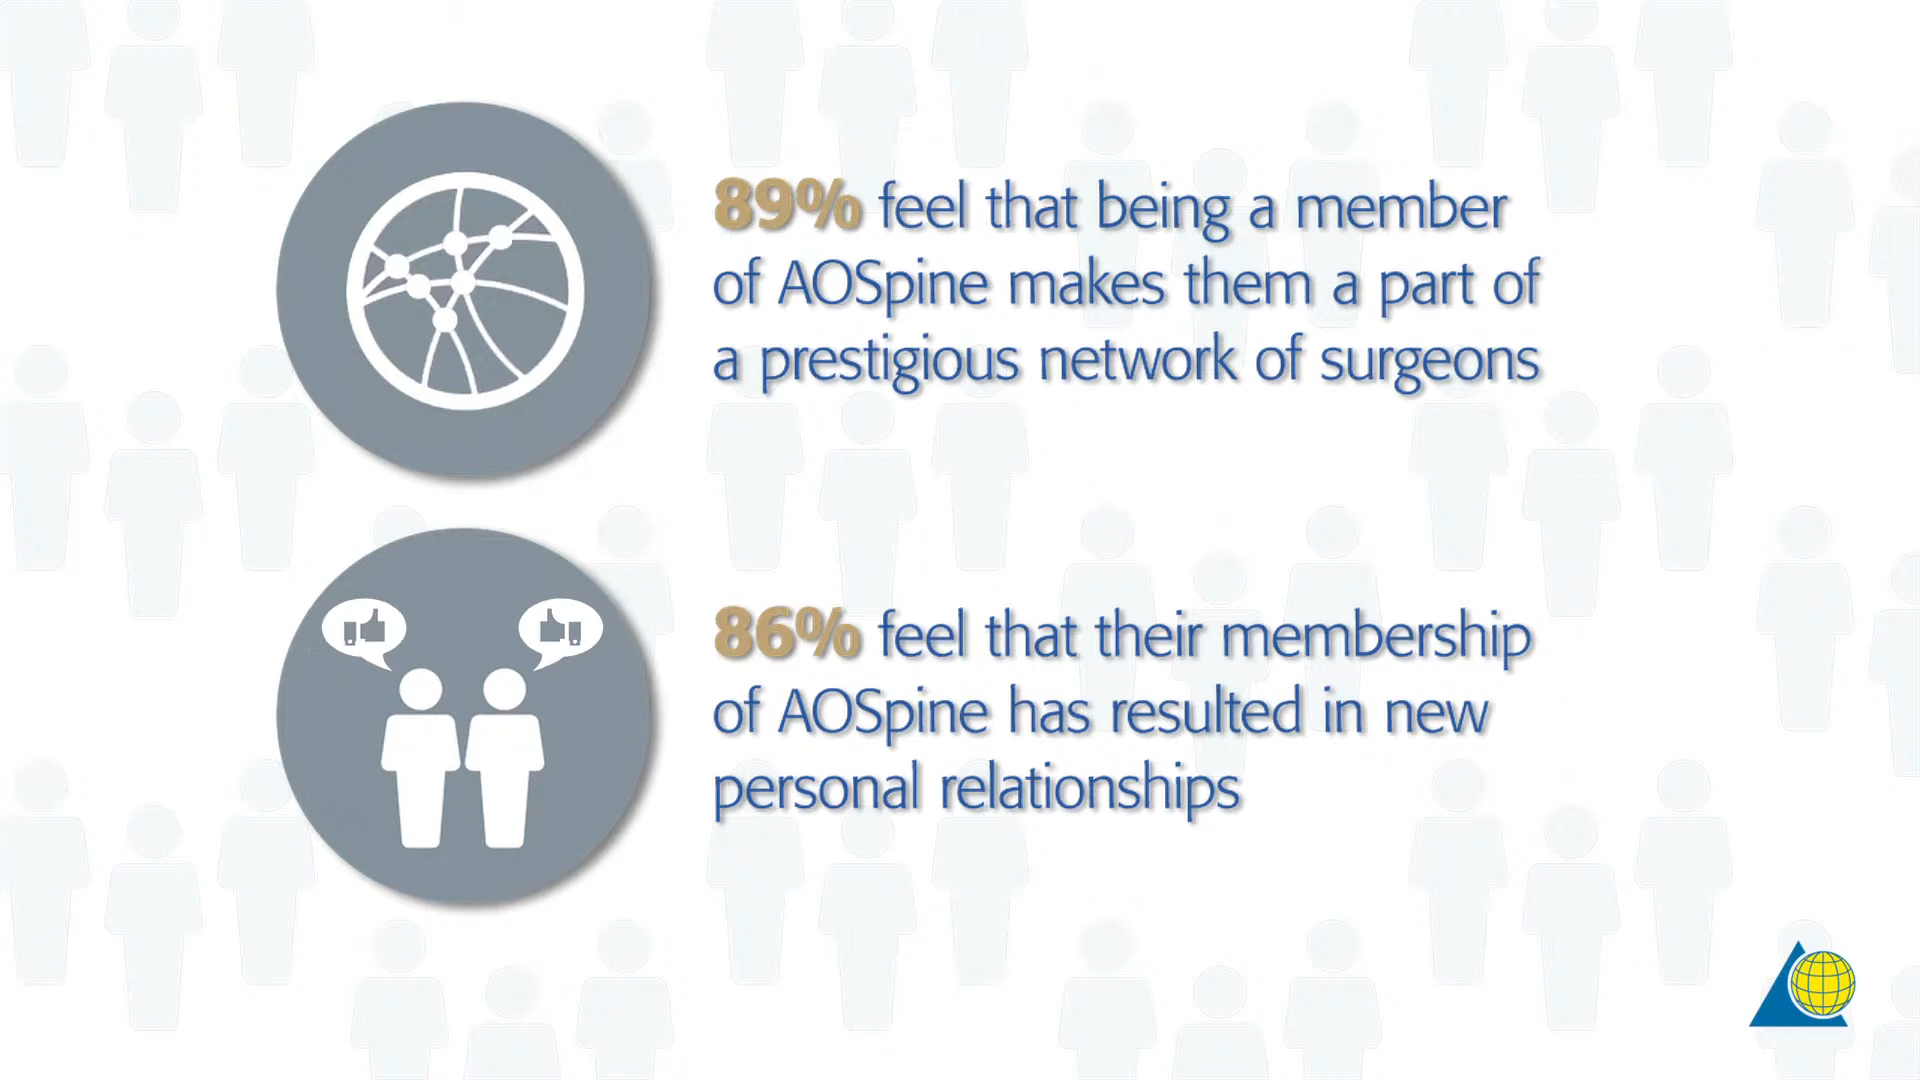 89% feel that being a member
of AOSpine makes them a part of
a prestigious network of surgeons
86% feel that their membership
of AOSpine has resulted in new
personal relationships